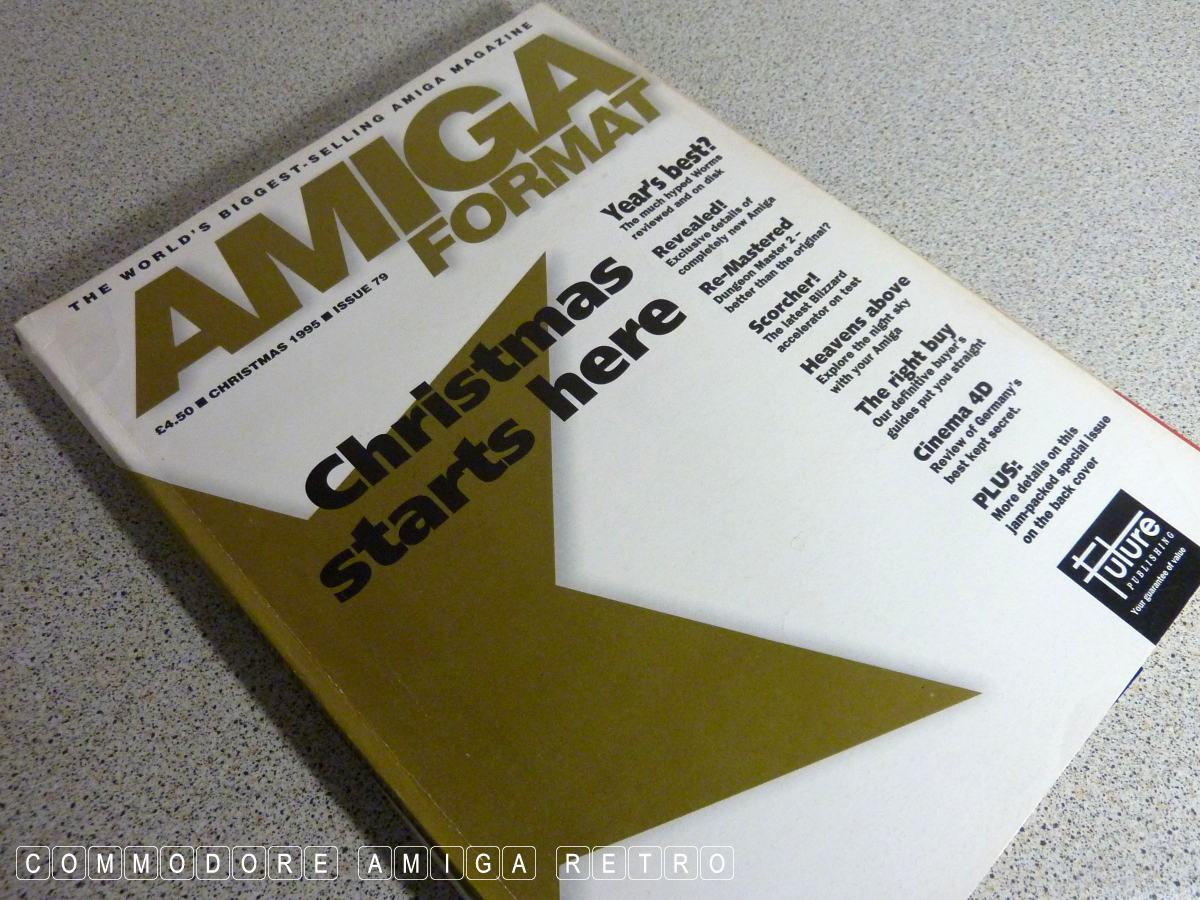 THE WORLD'S BIGGEST-SELLING AMIGA MAGAZINE
AMIGA
FORMAT
£4.50 ■ CHRISTMAS 1995 ■ ISSUE 79
Christmas
starts here
Year's best?
The much hyped Worms
reviewed and on disk
Revealed!
Exclusive details of
completely new Amiga
Re-Mastered
Dungeon Master 2 –
better than the original?
Scorcher!
The latest Blizzard
accelerator on test
Heavens above
Explore the night sky
with your Amiga
The right buy
Our definitive buyer's
guides put you straight
Cinema 4D
Review of Germany's
best kept secret.
PLUS:
More details on this
jam-packed special issue
on the back cover
Future
PUBLISHING
Your guarantee of value
COMMODORE AMIGA RETRO